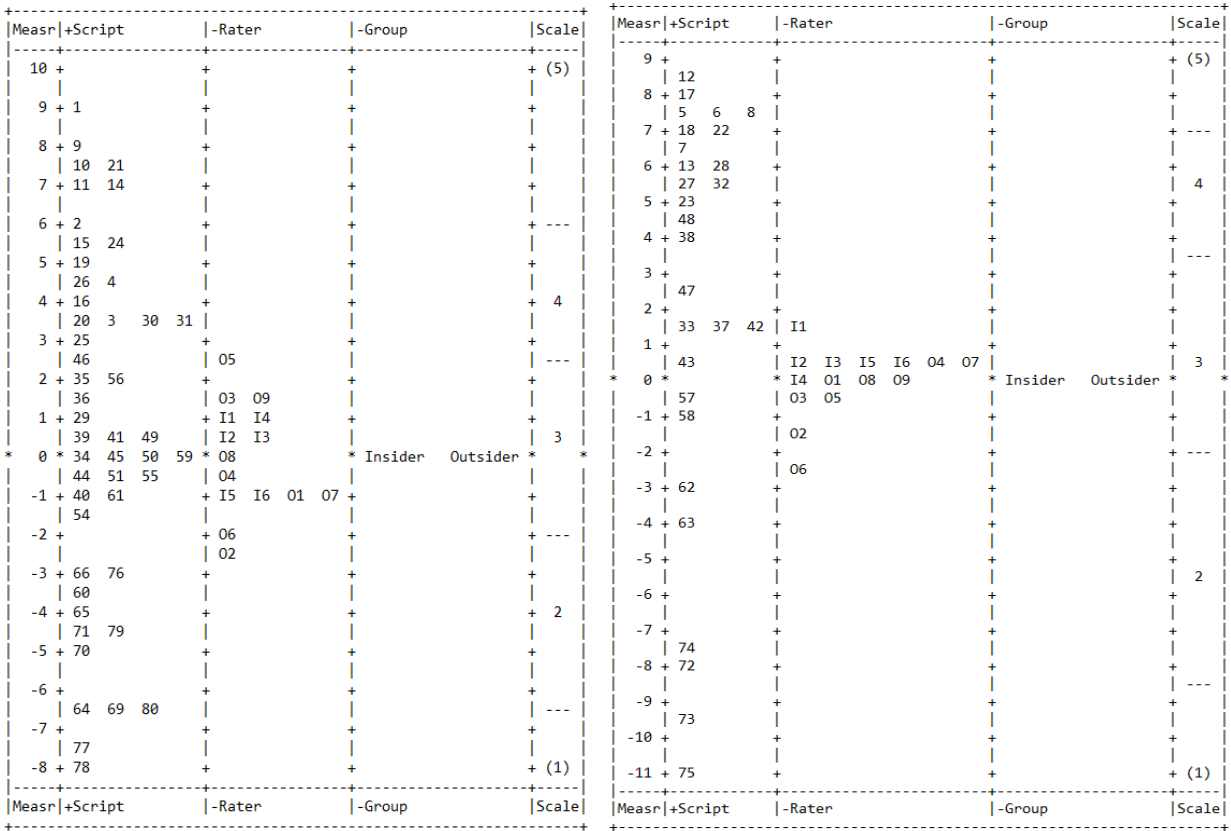 +-----------------------------------------------------------------+
|Measr|+Script         |-Rater          |-Group             |Scale|
|-----+----------------+----------------+-------------------+-----|
|  10 +                +                +                   + (5) |
|     |                |                |                   |     |
|   9 + 1              +                +                   +     |
|     |                |                |                   |     |
|   8 + 9              +                +                   +     |
|     | 10  21         |                |                   |     |
|   7 + 11  14         +                +                   +     |
|     |                |                |                   |     |
|   6 + 2              +                +                   + --- |
|     | 15  24         |                |                   |     |
|   5 + 19             +                +                   +     |
|     | 26  4          |                |                   |     |
|   4 + 16             +                +                   +  4  |
|     | 20  3   30  31 |                |                   |     |
|   3 + 25             +                +                   +     |
|     | 46             | O5             |                   | --- |
|   2 + 35  56         +                +                   +     |
|     | 36             | O3  O9         |                   |     |
|   1 + 29             + I1  I4         +                   +     |
|     | 39  41  49     | I2  I3         |                   |  3  |
*   0 * 34  45  50  59 * O8             * Insider   Outsider *     *
|     | 44  51  55     | O4             |                   |     |
|  -1 + 40  61         + I5  I6  O1  O7 +                   +     |
|     | 54             |                |                   |     |
|  -2 +                + O6             +                   + --- |
|     |                | O2             |                   |     |
|  -3 + 66  76         +                +                   +     |
|     | 60             |                |                   |     |
|  -4 + 65             +                +                   +  2  |
|     | 71  79         |                |                   |     |
|  -5 + 70             +                +                   +     |
|     |                |                |                   |     |
|  -6 +                +                +                   +     |
|     | 64  69  80     |                |                   | --- |
|  -7 +                +                +                   +     |
|     | 77             |                |                   |     |
|  -8 + 78             +                +                   + (1) |
|-----+----------------+----------------+-------------------+-----|
|Measr|+Script         |-Rater          |-Group             |Scale|
+-----------------------------------------------------------------+
+---------------------------------------------------------------------+
|Measr|+Script     |-Rater                  |-Group             |Scale|
|-----+------------+------------------------+-------------------+-----|
|   9 +            +                        +                   + (5) |
|     | 12         |                        |                   |     |
|   8 + 17         +                        +                   +     |
|     | 5   6   8  |                        |                   |     |
|   7 + 18  22     +                        +                   + --- |
|     | 7          |                        |                   |     |
|   6 + 13  28     +                        +                   +     |
|     | 27  32     |                        |                   |  4  |
|   5 + 23         +                        +                   +     |
|     | 48         |                        |                   |     |
|   4 + 38         +                        +                   +     |
|     |            |                        |                   | --- |
|   3 +            +                        +                   +     |
|     | 47         |                        |                   |     |
|   2 +            +                        +                   +     |
|     | 33  37  42 | I1                     |                   |     |
|   1 +            +                        +                   +     |
|     | 43         | I2  I3  I5  I6  O4  O7 |                   |  3  |
*   0 *            * I4  O1  O8  O9         * Insider   Outsider *     *
|     | 57         | O3  O5                 |                   |     |
|  -1 + 58         +                        +                   +     |
|     |            | O2                     |                   |     |
|  -2 +            +                        +                   + --- |
|     |            | O6                     |                   |     |
|  -3 + 62         +                        +                   +     |
|     |            |                        |                   |     |
|  -4 + 63         +                        +                   +     |
|     |            |                        |                   |     |
|  -5 +            +                        +                   +     |
|     |            |                        |                   |  2  |
|  -6 +            +                        +                   +     |
|     |            |                        |                   |     |
|  -7 +            +                        +                   +     |
|     | 74         |                        |                   |     |
|  -8 + 72         +                        +                   +     |
|     |            |                        |                   | --- |
|  -9 +            +                        +                   +     |
|     | 73         |                        |                   |     |
| -10 +            +                        +                   +     |
|     |            |                        |                   |     |
| -11 + 75         +                        +                   + (1) |
|-----+------------+------------------------+-------------------+-----|
|Measr|+Script     |-Rater                  |-Group             |Scale|
+---------------------------------------------------------------------+